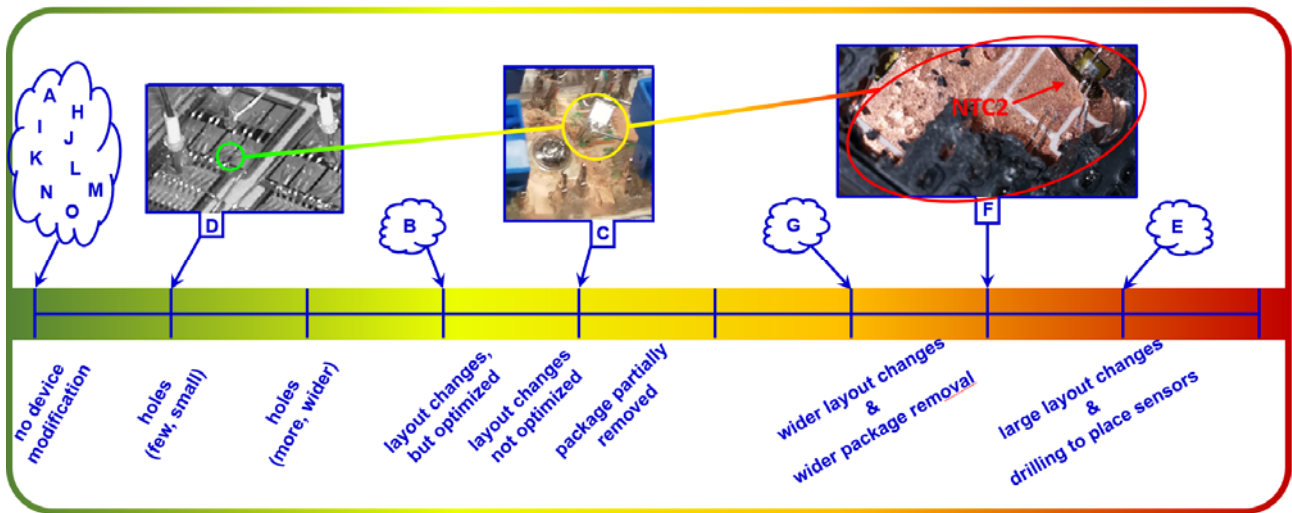 A
H
I
J
K
L
N
M
O
D
B
C
NTC2
G
F
E
no device
modification
holes
(few, small)
holes
(more, wider)
layout changes,
but optimized
layout changes
not optimized
package partially
removed
wider layout changes
&
wider package removal
large layout changes
&
drilling to place sensors